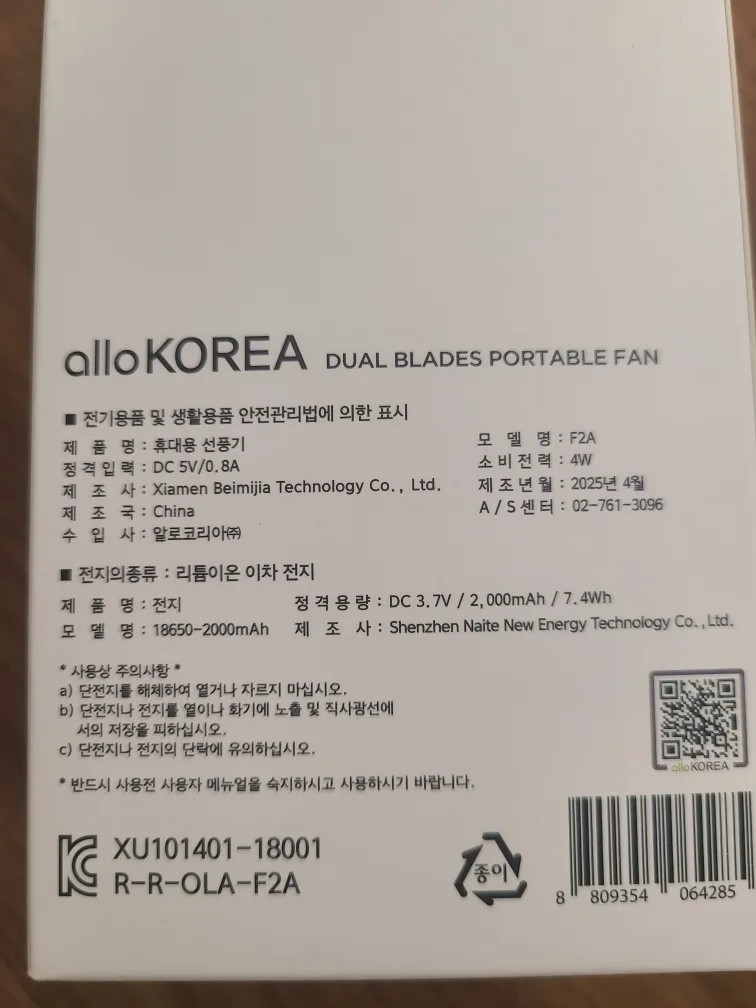 alloKOREA DUAL BLADES PORTABLE FAN
■ 전기용품 및 생활용품 안전관리법에 의한 표시
제 품 명 : 휴대용 선풍기
모 델 명 : F2A
정격입력 : DC 5V/0.8A
소비전력 : 4W
제 조 사 : Xiamen Beimijia Technology Co., Ltd.
제조년월 : 2025년 4월
제 조 국 : China
A/S센터 : 02-761-3096
수 입 사 : 알로코리아㈜
■ 전지의종류 : 리튬이온 이차 전지
제 품 명 : 전지
정격용량 : DC 3.7V / 2,000mAh / 7.4Wh
모 델 명 : 18650-2000mAh
제 조 사 : Shenzhen Naite New Energy Technology Co., Ltd.
* 사용상 주의사항 *
a) 단전지를 해체하여 열거나 자르지 마십시오.
b) 단전지나 전지를 열이나 화기에 노출 및 직사광선에
서의 저장을 피하십시오.
c) 단전지나 전지의 단락에 유의하십시오.
* 반드시 사용전 사용자 메뉴얼을 숙지하시고 사용하시기 바랍니다.
alloKOREA
XU101401-18001
R-R-OLA-F2A
종이
8 809354 064285